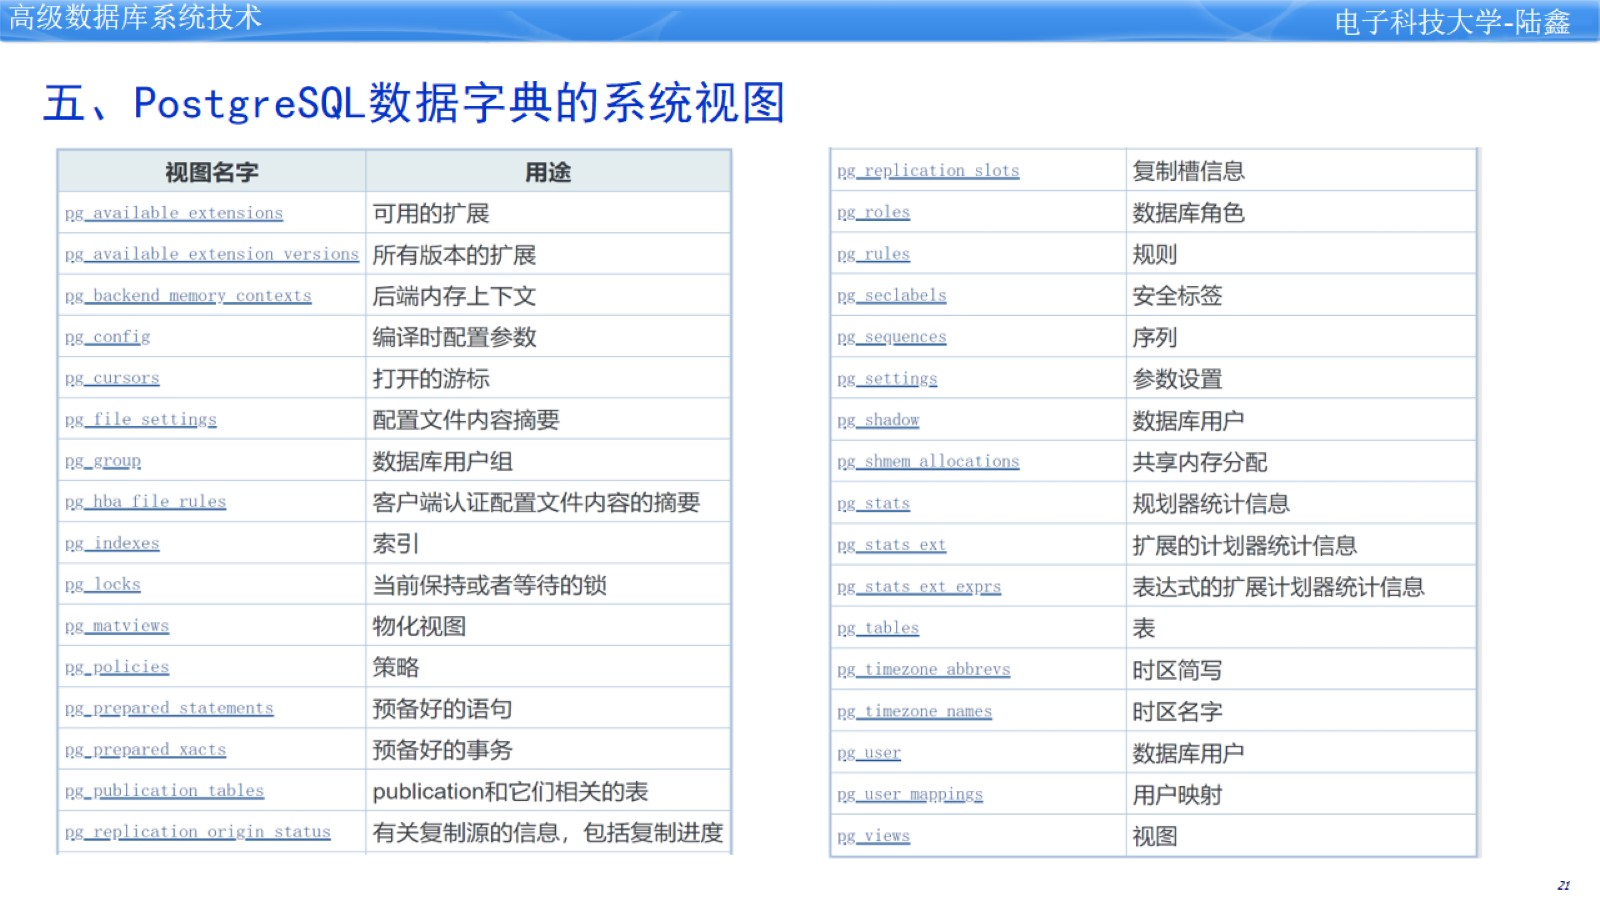 高级数据库系统技术
电子科技大学-陆鑫
五、PostgreSQL数据字典的系统视图
视图名字 用途
pg_available_extensions 可用的扩展
pg_available_extension_versions 所有版本的扩展
pg_backend_memory_contexts 后端内存上下文
pg_config 编译时配置参数
pg_cursors 打开的游标
pg_file_settings 配置文件内容摘要
pg_group 数据库用户组
pg_hba_file_rules 客户端认证配置文件内容的摘要
pg_indexes 索引
pg_locks 当前保持或者等待的锁
pg_matviews 物化视图
pg_policies 策略
pg_prepared_statements 预备好的语句
pg_prepared_xacts 预备好的事务
pg_publication_tables publication和它们相关的表
pg_replication_origin_status 有关复制源的信息，包括复制进度
pg_replication_slots 复制槽信息
pg_roles 数据库角色
pg_rules 规则
pg_seclabels 安全标签
pg_sequences 序列
pg_settings 参数设置
pg_shadow 数据库用户
pg_shmem_allocations 共享内存分配
pg_stats 规划器统计信息
pg_stats_ext 扩展的计划器统计信息
pg_stats_ext_exprs 表达式的扩展计划器统计信息
pg_tables 表
pg_timezone_abbrevs 时区简写
pg_timezone_names 时区名字
pg_user 数据库用户
pg_user_mappings 用户映射
pg_views 视图
21